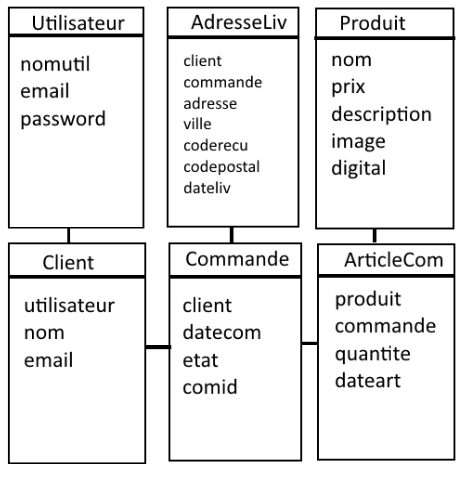 Utilisateur
nomutil
email
password
AdresseLiv
client
commande
adresse
ville
coderecu
codepostal
dateliv
Produit
nom
prix
description
image
digital
Client
utilisateur
nom
email
Commande
client
datecom
etat
comid
ArticleCom
produit
commande
quantite
dateart